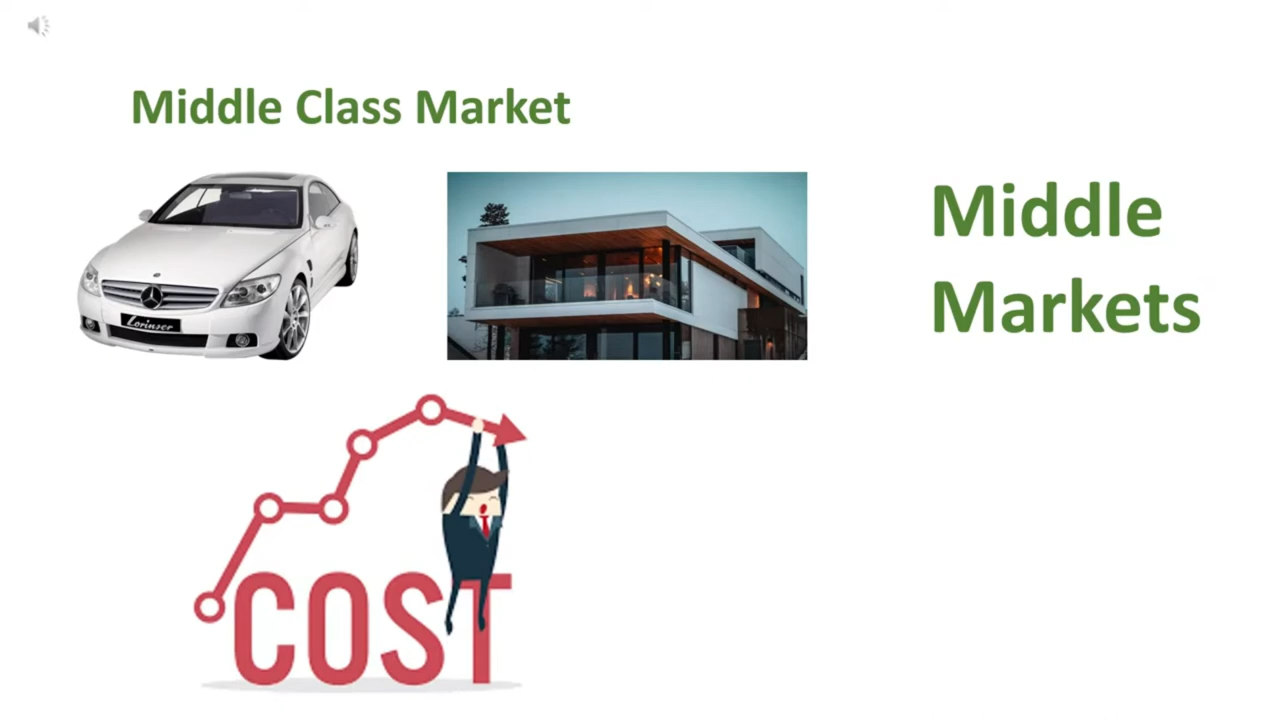 Middle Class Market
Middle
Markets
Lorinser
COST